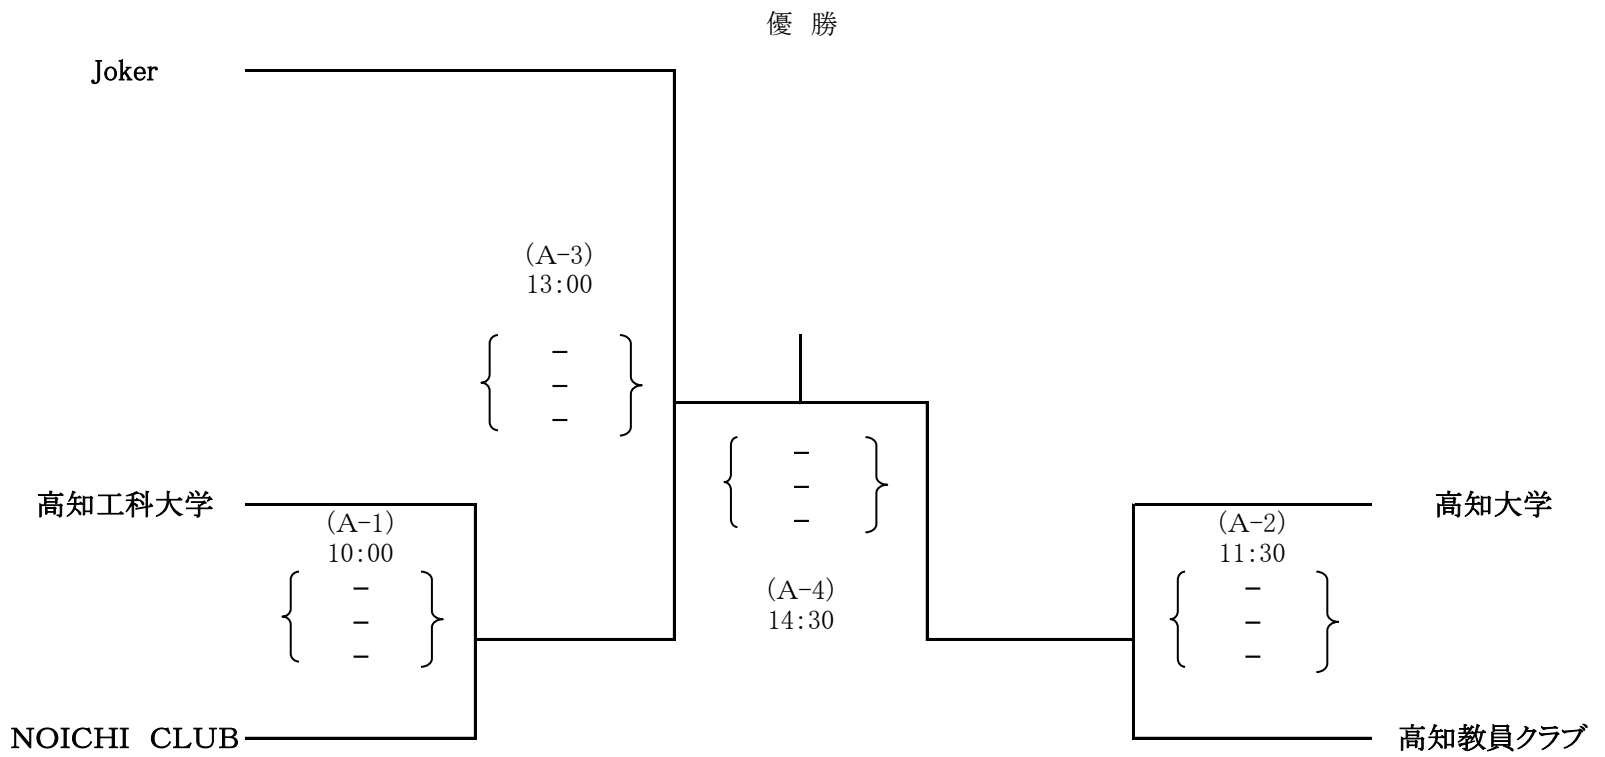 優 勝
Joker
(A-3)
13:00
-
-
-
高知工科大学
(A-1)
10:00
-
-
-
NOICHI CLUB
-
-
-
(A-4)
14:30
高知大学
(A-2)
11:30
-
-
-
高知教員クラブ